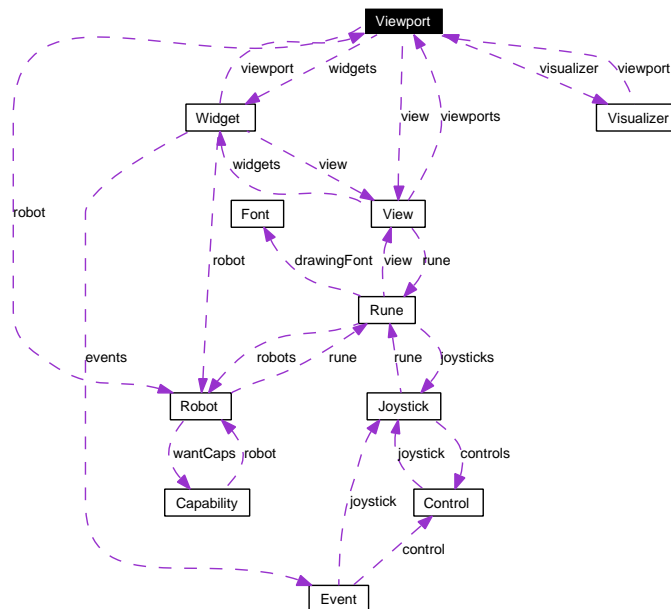 Viewport
viewport
widgets
visualizer
viewport
Widget
view
viewports
Visualizer
widgets
view
Font
View
robot
drawingFont
view
rune
robot
Rune
events
robots
rune
rune
joysticks
Robot
Joystick
wantCaps
robot
joystick
controls
Capability
joystick
Control
control
Event